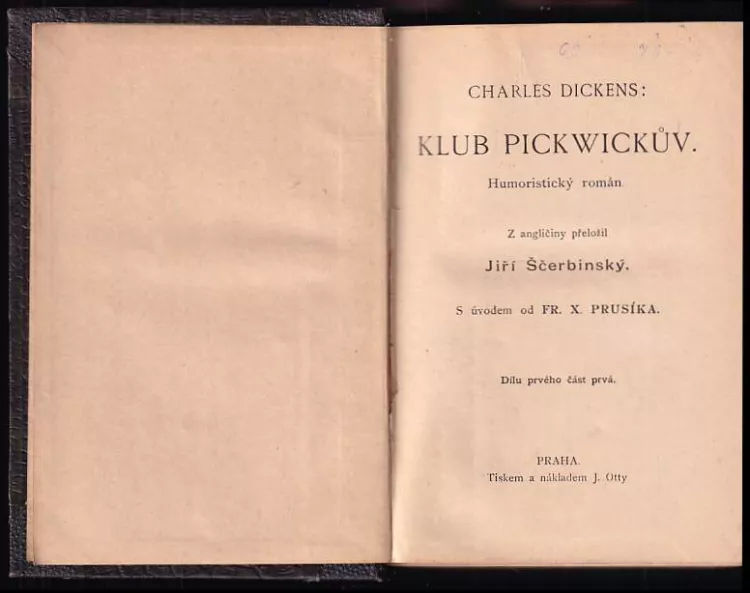 CHARLES DICKENS:
KLUB PICKWICKŮV.
Humoristický román
Z angličiny přeložil
Jiří Ščerbinský.
S úvodem od FR. X. PRUSÍKA.
Dílu prvého část prvá.
PRAHA.
Tiskem a nákladem J. Otty